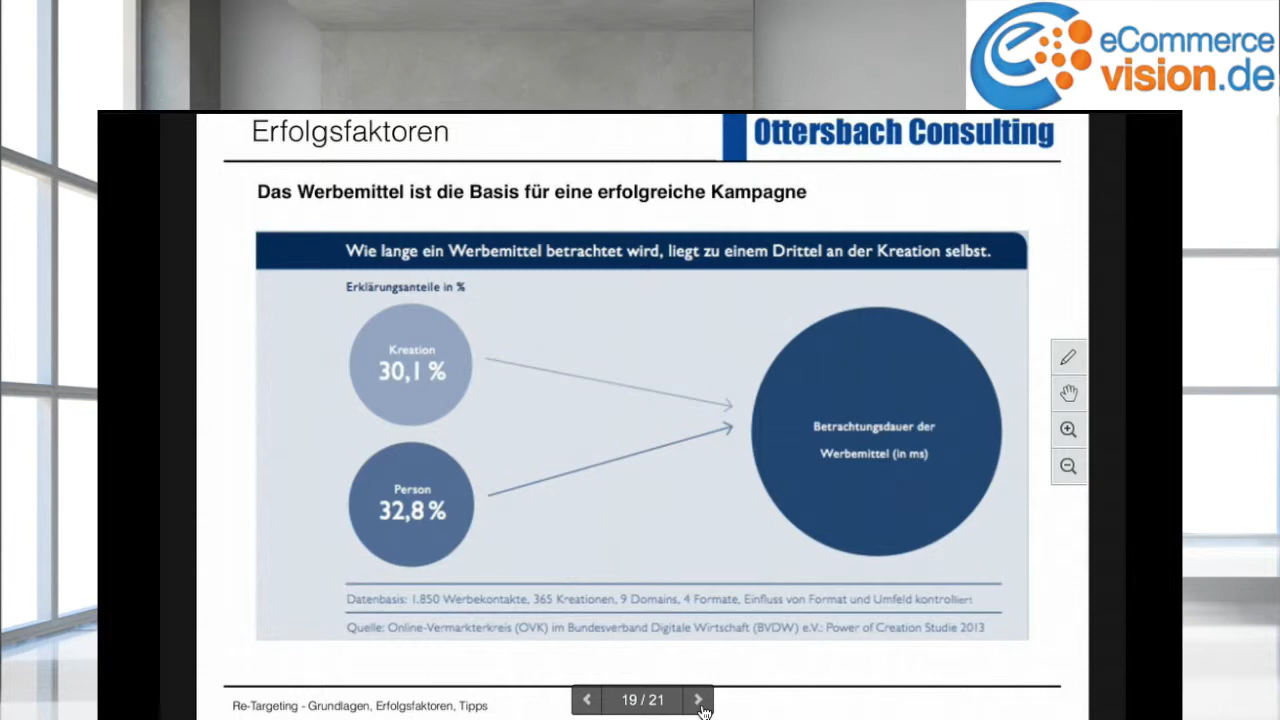 eCommerce
vision.de
Erfolgsfaktoren
Ottersbach Consulting
Das Werbemittel ist die Basis für eine erfolgreiche Kampagne
Wie lange ein Werbemittel betrachtet wird, liegt zu einem Drittel an der Kreation selbst.
Erklärungsanteile in %
Kreation
30,1 %
Person
32,8 %
Betrachtungsdauer der
Werbemittel (in ms)
Datenbasis: 1.850 Werbekontakte, 365 Kreationen, 9 Domains, 4 Formate, Einfluss von Format und Umfeld kontrolliert
Quelle: Online-Vermarkterkreis (OVK) im Bundesverband Digitale Wirtschaft (BVDW) e.V.: Power of Creation Studie 2013
Re-Targeting - Grundlagen, Erfolgsfaktoren, Tipps
19 / 21